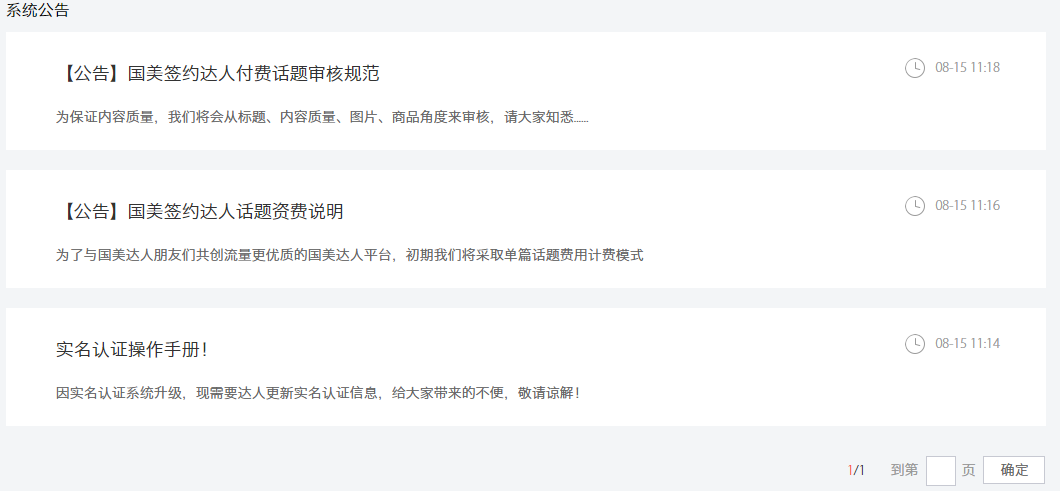 系统公告
【公告】国美签约达人付费话题审核规范
08-15 11:18
为保证内容质量，我们将会从标题、内容质量、图片、商品角度来审核，请大家知悉......
【公告】国美签约达人话题资费说明
08-15 11:16
为了与国美达人朋友们共创流量更优质的国美达人平台，初期我们将采取单篇话题费用计费模式
实名认证操作手册！
08-15 11:14
因实名认证系统升级，现需要达人更新实名认证信息，给大家带来的不便，敬请谅解！
1/1 到第 页 确定